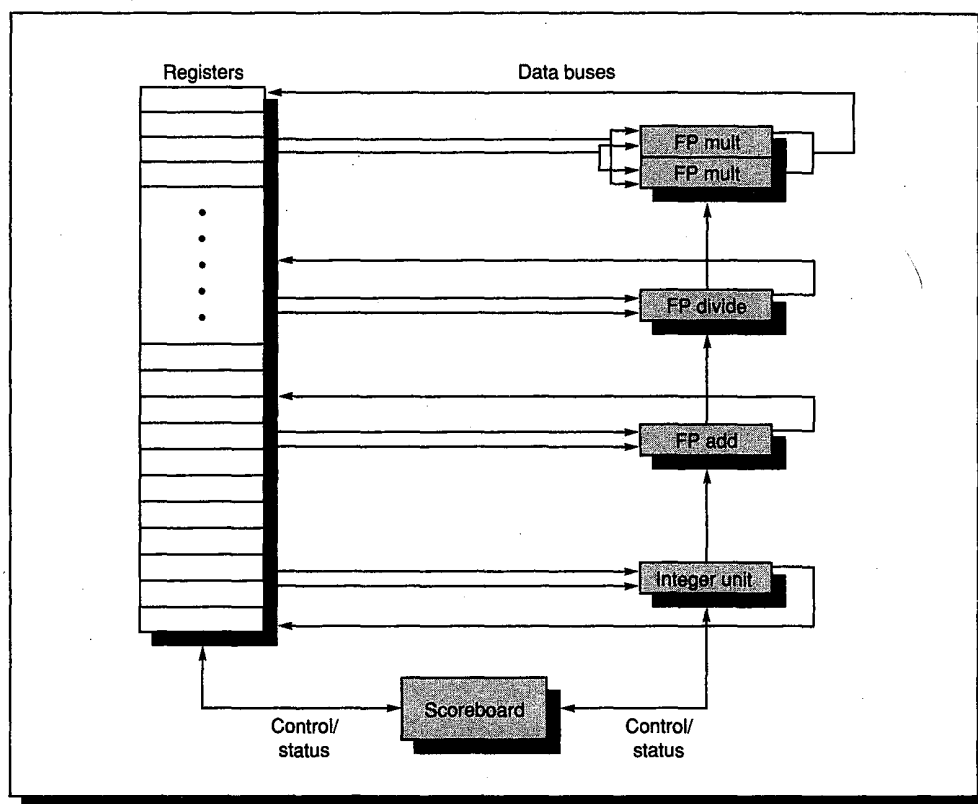 Registers
Data buses
FP mult
FP mult
FP divide
FP add
Integer unit
Scoreboard
Control/
status
Control/
status